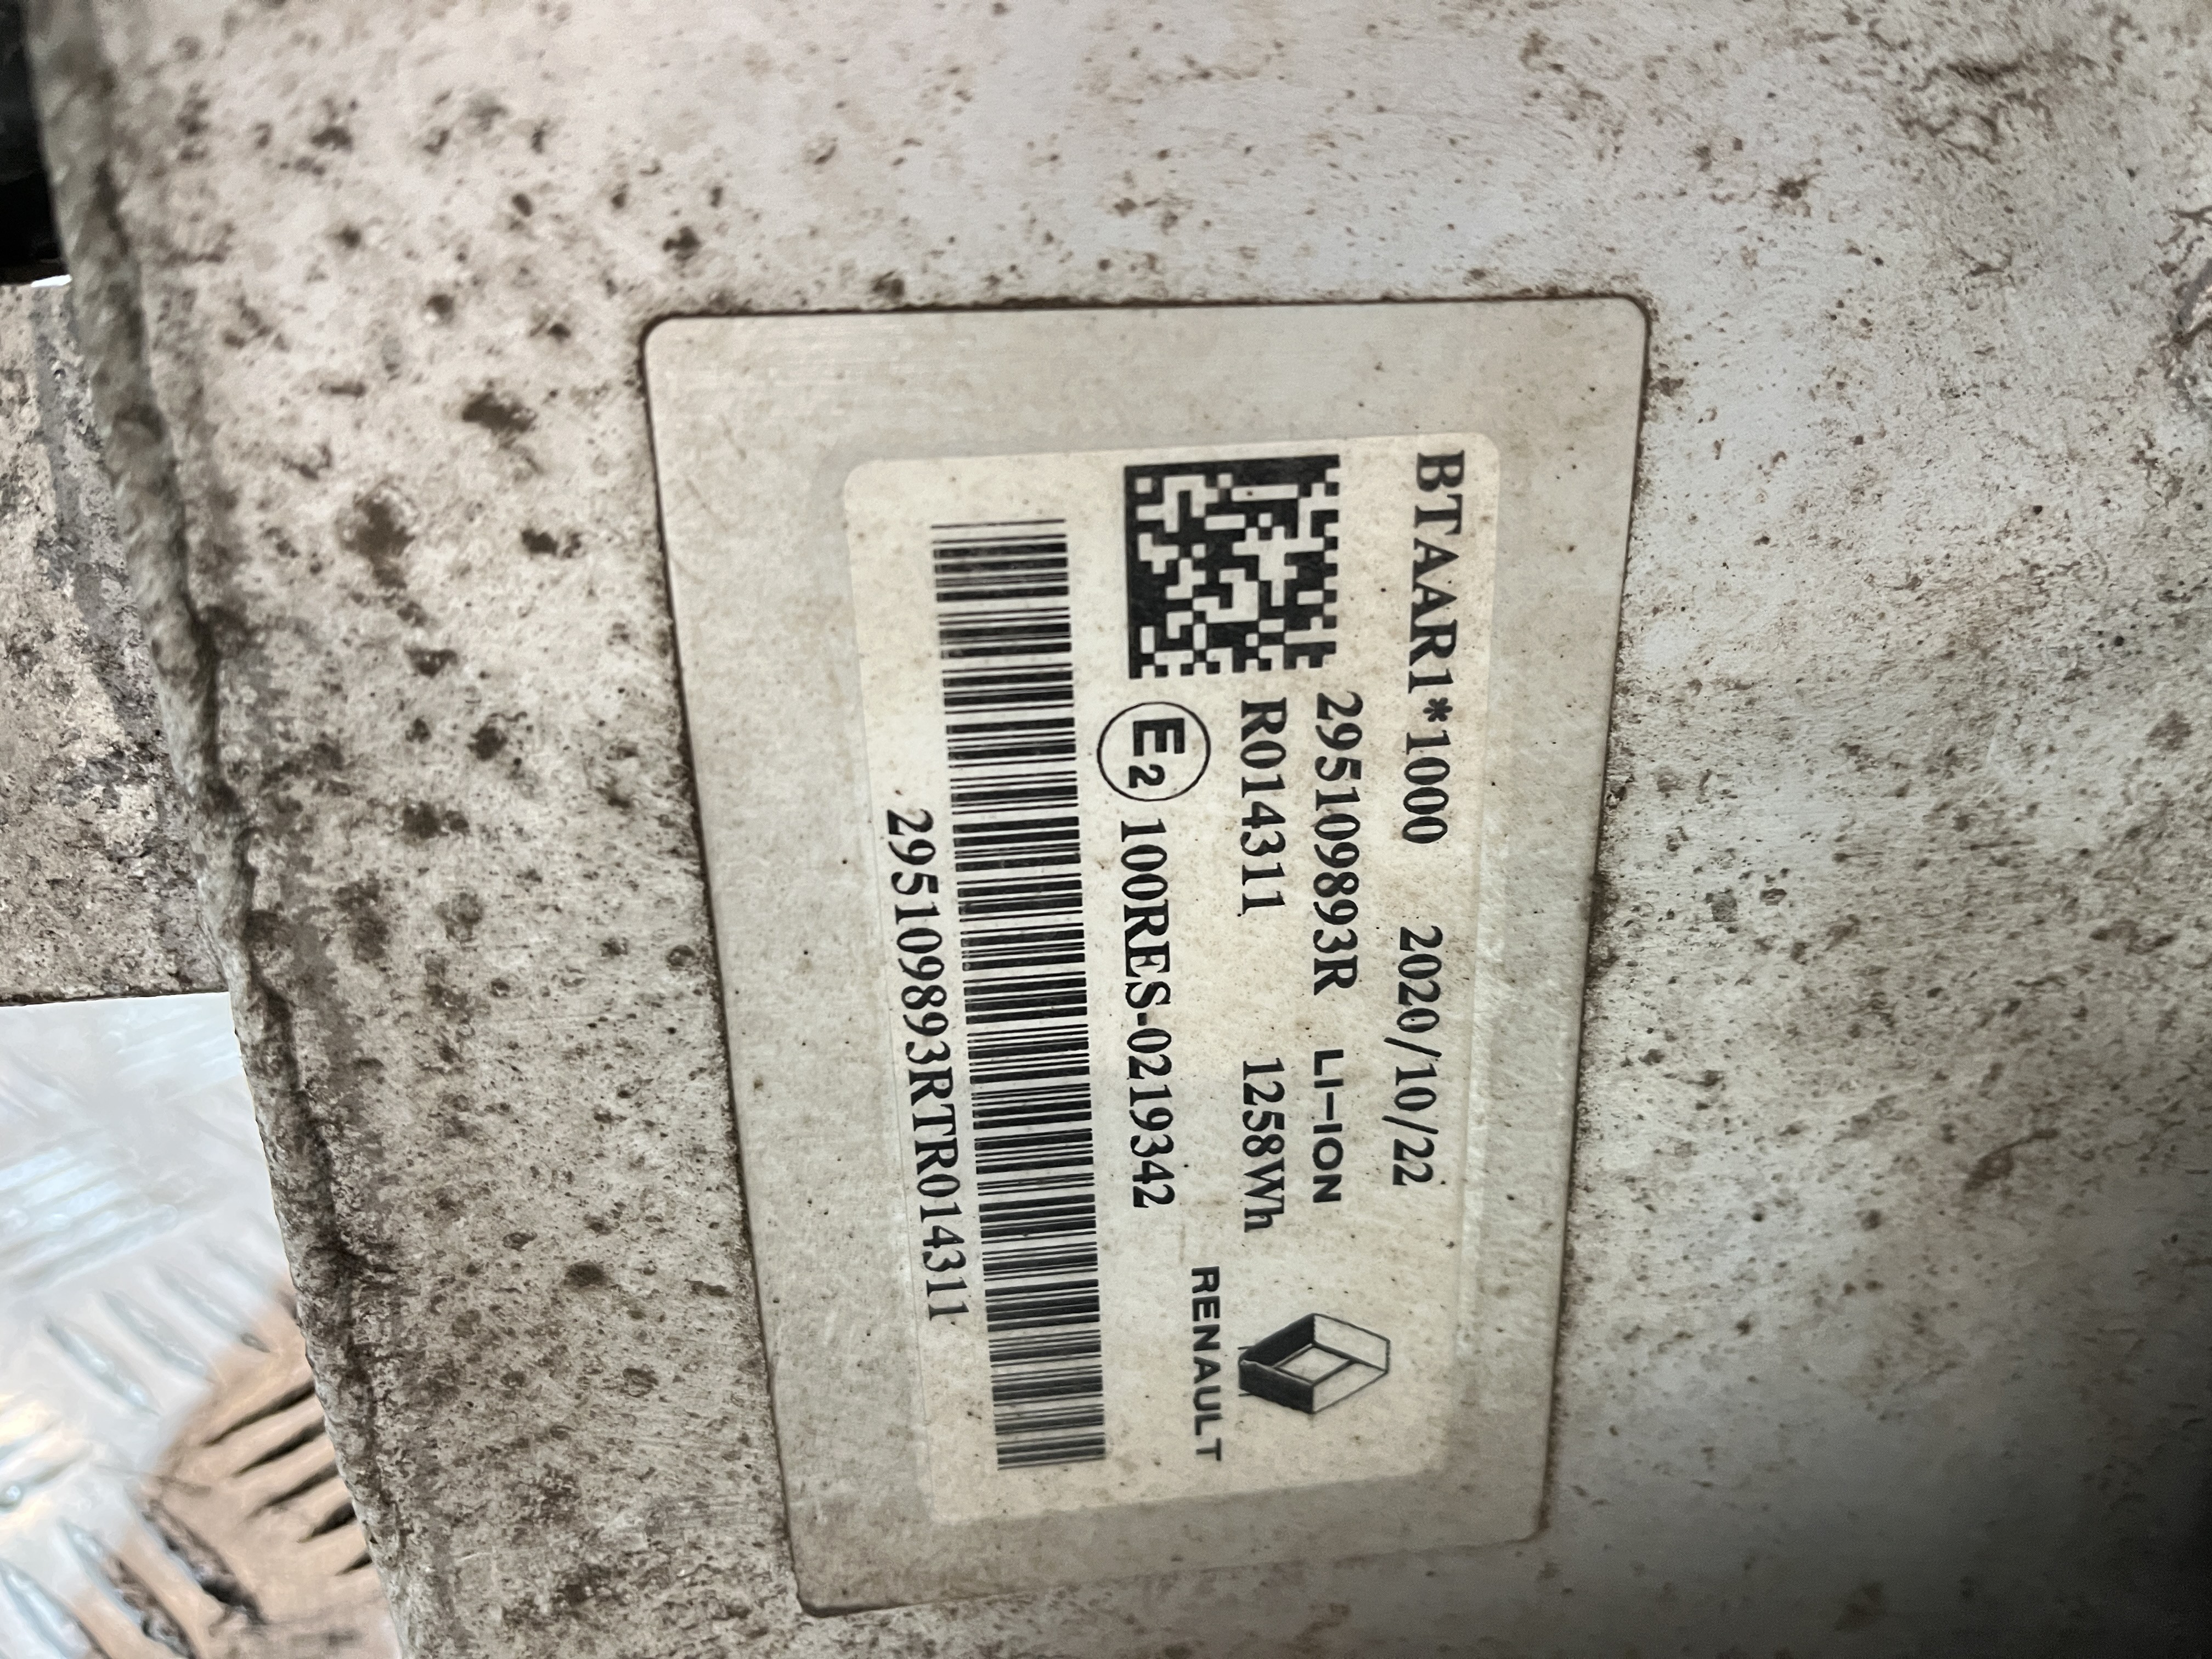 BTAAR1*1000 2020/10/22
295109893R LI-ION
R014311 1258Wh
E2 100RES-0219342
RENAULT
295109893RTR014311